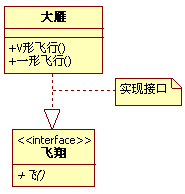 大雁
+V形飞行()
+一形飞行()
实现接口
<<interface>>
飞翔
+飞()